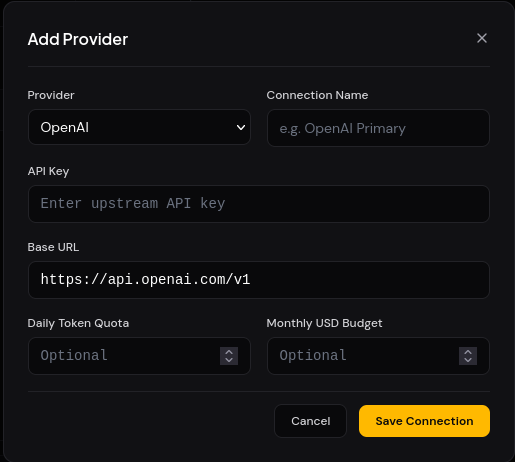 Add Provider
Provider
Connection Name
OpenAI
e.g. OpenAI Primary
API Key
Enter upstream API key
Base URL
https://api.openai.com/v1
Daily Token Quota
Monthly USD Budget
Optional
Optional
Cancel
Save Connection